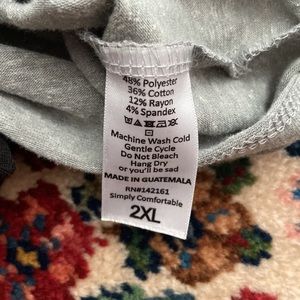 48% Polyester
36% Cotton
12% Rayon
4% Spandex
Machine Wash Cold
Gentle Cycle
Do Not Bleach
Hang Dry
or you'll be sad
MADE IN GUATEMALA
RN#142161
Simply Comfortable
2XL